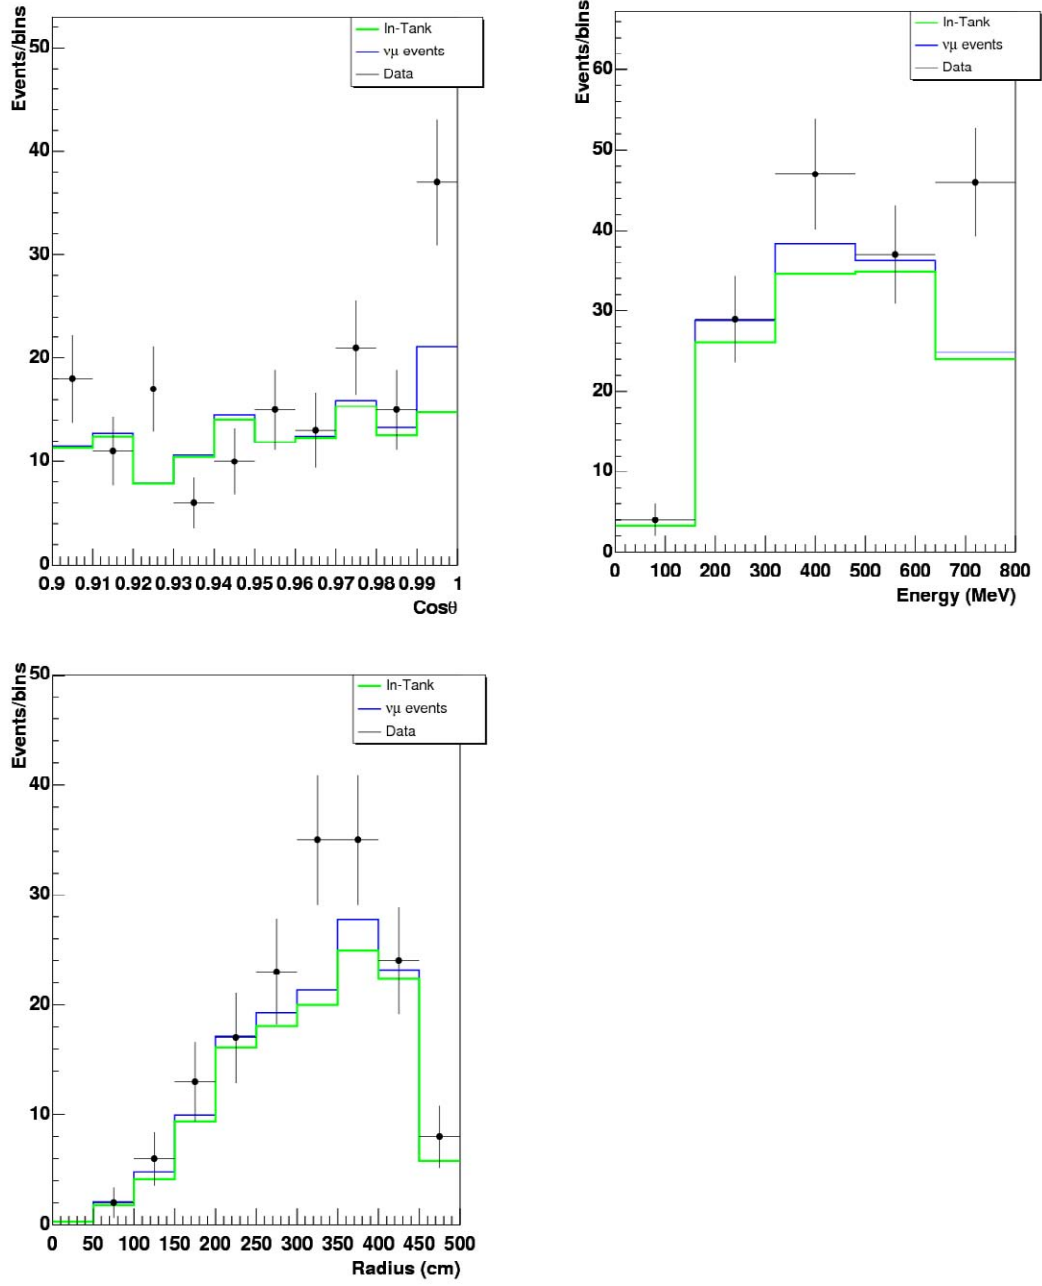 Events/bins
50
40
30
20
10
0
In-Tank
νμ events
Data
0.9 0.91 0.92 0.93 0.94 0.95 0.96 0.97 0.98 0.99 1
Cosθ
Events/bins
60
50
40
30
20
10
0
In-Tank
νμ events
Data
0 100 200 300 400 500 600 700 800
Energy (MeV)
Events/bins
50
40
30
20
10
0
In-Tank
νμ events
Data
0 50 100 150 200 250 300 350 400 450 500
Radius (cm)